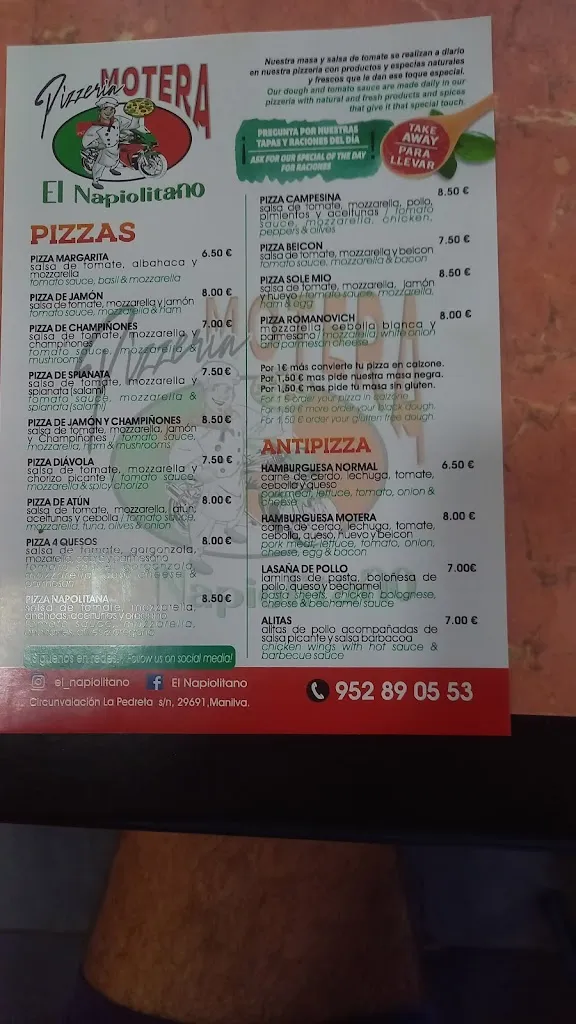 Pizzeria MOTERA
El Napiolitano
Nuestra masa y salsa de tomate se realizan a diario
en nuestra pizzeria con productos y especias naturales
y frescos que le dan ese toque especial.
Our dough and tomato sauce are made daily in our
pizzeria with natural and fresh products and spices
that give it that special touch.
PREGUNTA POR NUESTRAS
TAPAS Y RACIONES DEL DÍA
ASK FOR OUR SPECIAL OF THE DAY
FOR RACIONES
TAKE
AWAY
PARA
LLEVAR
PIZZAS
PIZZA MARGARITA 6.50 €
salsa de tomate, albahaca y
mozzarella
tomato sauce, basil & mozzarella
PIZZA DE JAMÓN 8.00 €
salsa de tomate, mozzarella y jamón
tomato sauce, mozzarella & ham
PIZZA DE CHAMPIÑONES 7.00 €
salsa de tomate, mozzarella y
champiñones
tomato sauce, mozzarella &
mushrooms
PIZZA DE SPIANATA 7.50 €
salsa de tomate, mozzarella y
spianata (salami)
tomato sauce, mozzarella &
spianata (salami)
PIZZA DE JAMON Y CHAMPIÑONES 8.50 €
salsa de tomate, mozzarella, jamón
y Champiñones / tomato sauce,
mozzarella, ham & mushrooms
PIZZA DIÁVOLA 7.50 €
salsa de tomate, mozzarella y
chorizo picante / tomato sauce,
mozzarella & spicy chorizo
PIZZA DE ATÚN 8.00 €
salsa de tomate, mozzarella, atún,
aceitunas y cebolla / tomato sauce,
mozzarella, tuna, olives & onion
PIZZA 4 QUESOS 8.00 €
salsa de tomate, gorgonzola,
PIZZA NAPOLITANA 8.50 €
salsa de tomate, mozzarella,
anchoas, aceitunas y orégano
PIZZA CAMPESINA 8.50 €
salsa de tomate, mozzarella, pollo,
pimientos y aceitunas / tomato
sauce, mozzarella, chicken,
peppers & olives
PIZZA BEICON 7.50 €
salsa de tomate, mozzarella y beicon
tomato sauce, mozzarella & bacon
PIZZA SOLE MIO 8.50 €
salsa de tomate, mozzarella, jamón
y huevo / tomato sauce, mozzarella,
ham & egg
PIZZA ROMANOVICH 8.00 €
mozzarella, cebolla blanca y
parmesano / mozzarella, white onion
and parmesan cheese
Por 1€ más convierte tu pizza en calzone.
Por 1,50 € mas pide nuestra masa negra.
Por 1,50 € mas pide tu masa sin gluten.
For 1 € order your pizza in calzone.
For 1,50 € more order your black dough.
For 1,50 € order your gluten free dough.
ANTIPIZZA
HAMBURGUESA NORMAL 6.50 €
carne de cerdo, lechuga, tomate,
cebolla y queso
pork meat, lettuce, tomato, onion &
cheese
HAMBURGUESA MOTERA 8.00 €
carne de cerdo, lechuga, tomate,
cebolla, queso, huevo y beicon
pork meat, lettuce, tomato, onion,
cheese, egg & bacon
LASAÑA DE POLLO 7.00€
laminas de pasta, boloñesa de
pollo, queso y bechamel
pasta sheets, chicken bolognese,
cheese & bechamel sauce
ALITAS 7.00 €
alitas de pollo acompañadas de
salsa picante y salsa barbacoa
chicken wings with hot sauce &
barbecue sauce
Síguenos en redes / Follow us on social media!
el_napiolitano El Napiolitano
Circunvalación La Pedreta s/n, 29691, Manilva.
952 89 05 53